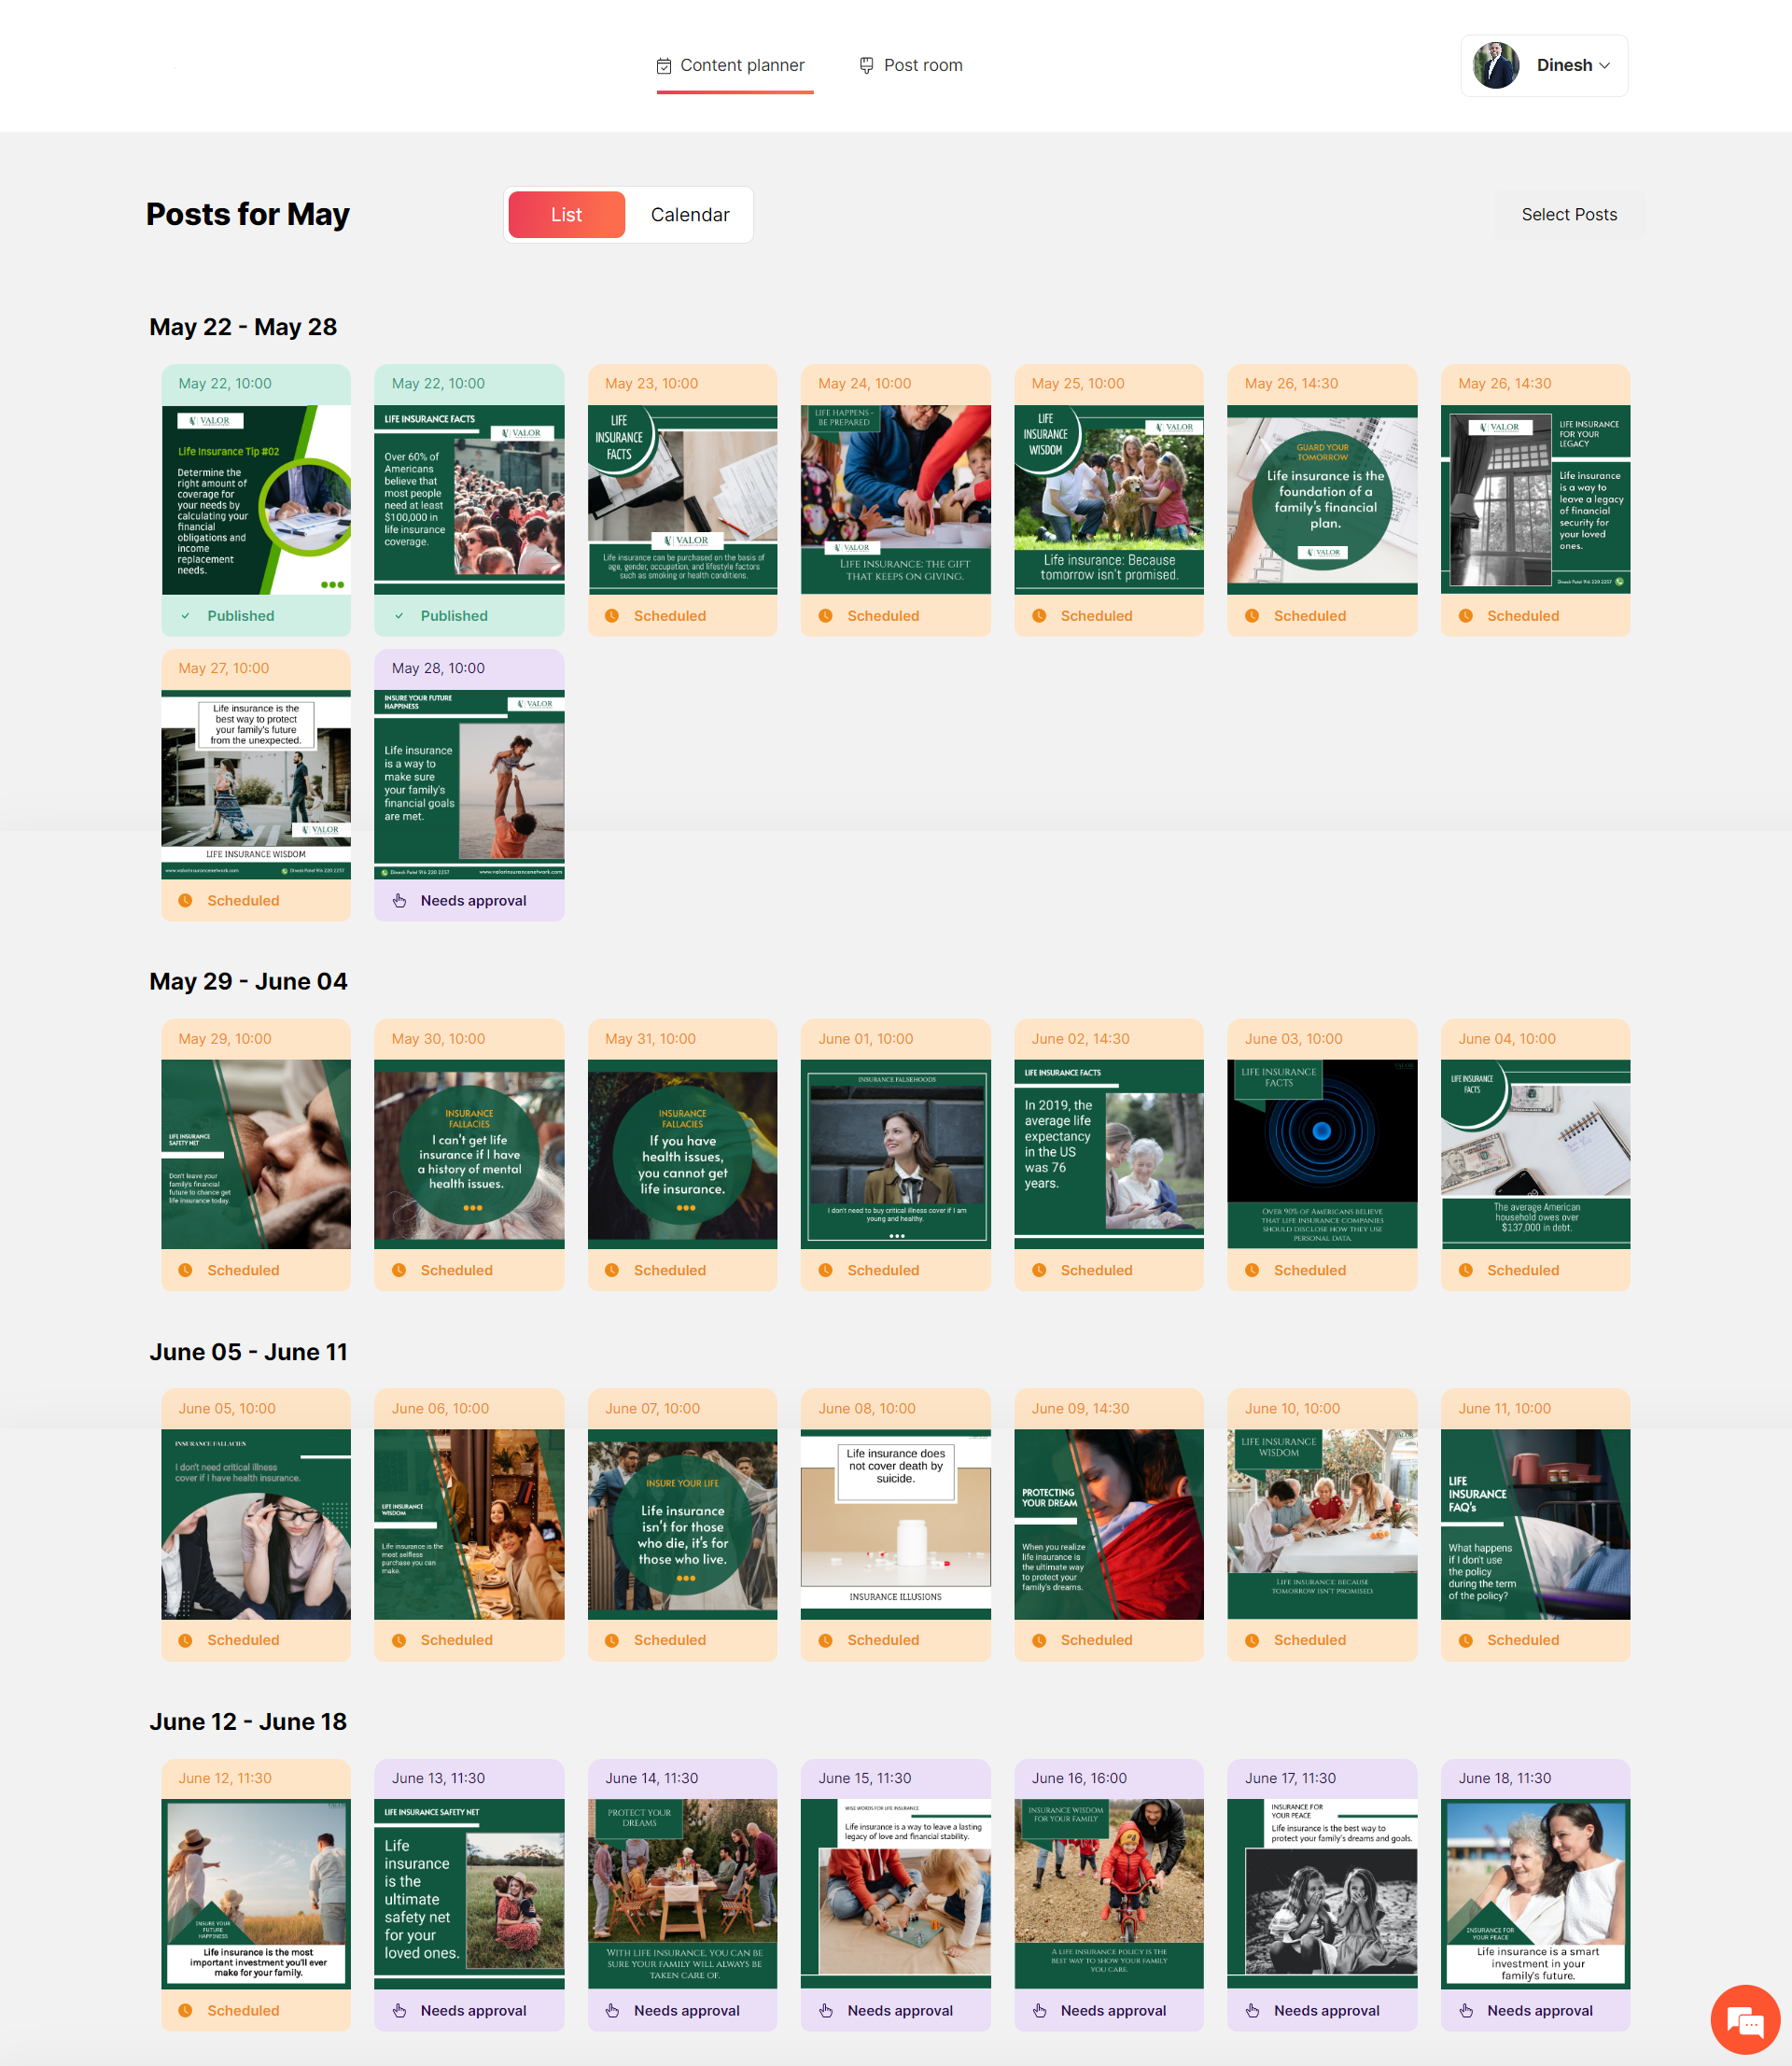 Content planner
Post room
Dinesh
Posts for May
List
Calendar
Select Posts
May 22 - May 28
May 22, 10:00
VALOR
Life Insurance Tip #02
Determine the
right amount of
coverage for
your needs by
calculating your
financial
obligations and
income
replacement
needs.
Published
May 22, 10:00
LIFE INSURANCE FACTS
VALOR
Over 60% of
Americans
believe that
most people
need at least
$100,000 in
life insurance
coverage.
Published
May 23, 10:00
LIFE
INSURANCE
FACTS
VALOR
Life insurance can be purchased on the basis of
age, gender, occupation, and lifestyle factors
such as smoking or health conditions.
Scheduled
May 24, 10:00
LIFE HAPPENS -
BE PREPARED
VALOR
LIFE INSURANCE: THE GIFT
THAT KEEPS ON GIVING.
Scheduled
May 25, 10:00
LIFE
INSURANCE
WISDOM
VALOR
Life insurance: Because
tomorrow isn't promised.
Scheduled
May 26, 14:30
GUARD YOUR
TOMORROW
Life insurance is the
foundation of a
family's financial
plan.
VALOR
Scheduled
May 26, 14:30
VALOR
LIFE INSURANCE
FOR YOUR
LEGACY
Life insurance
is a way to
leave a legacy
of financial
security for
your loved
ones.
Dinesh Patel 916 220 2257
Scheduled
May 27, 10:00
Life insurance is the
best way to protect
your family's future
from the unexpected.
VALOR
LIFE INSURANCE WISDOM
www.valorinsurancenetwork.com
Dinesh Patel 916 220 2257
Scheduled
May 28, 10:00
INSURE YOUR FUTURE
HAPPINESS
VALOR
Life insurance
is a way to
make sure
your family's
financial goals
are met.
Dinesh Patel 916 220 2257
www.valorinsurancenetwork.com
Needs approval
May 29 - June 04
May 29, 10:00
LIFE INSURANCE
SAFETY NET
Don't leave your
family's financial
future to chance get
life insurance today.
Scheduled
May 30, 10:00
INSURANCE
FALLACIES
I can't get life
insurance if I have
a history of mental
health issues.
Scheduled
May 31, 10:00
INSURANCE
FALLACIES
If you have
health issues,
you cannot get
life insurance.
Scheduled
June 01, 10:00
INSURANCE FALSEHOODS
I don't need to buy critical illness cover if I am
young and healthy.
Scheduled
June 02, 14:30
LIFE INSURANCE FACTS
In 2019, the
average life
expectancy
in the US
was 76
years.
Scheduled
June 03, 10:00
LIFE INSURANCE
FACTS
OVER 90% OF AMERICANS BELIEVE
THAT LIFE INSURANCE COMPANIES
SHOULD DISCLOSE HOW THEY USE
PERSONAL DATA.
Scheduled
June 04, 10:00
LIFE INSURANCE
FACTS
The average American
household owes over
$137,000 in debt.
Scheduled
June 05 - June 11
June 05, 10:00
INSURANCE FALLACIES
I don't need critical illness
cover if I have health insurance.
Scheduled
June 06, 10:00
LIFE INSURANCE
WISDOM
Life insurance is the
most selfless
purchase you can
make.
Scheduled
June 07, 10:00
INSURE YOUR LIFE
Life insurance
isn't for those
who die, it's for
those who live.
Scheduled
June 08, 10:00
Life insurance does
not cover death by
suicide.
INSURANCE ILLUSIONS
Scheduled
June 09, 14:30
PROTECTING
YOUR DREAM
When you realize
life insurance is
the ultimate way
to protect your
family's dreams.
Scheduled
June 10, 10:00
LIFE INSURANCE
WISDOM
LIFE INSURANCE: BECAUSE
TOMORROW ISN'T PROMISED.
Scheduled
June 11, 10:00
LIFE
INSURANCE
FAQ's
What happens
if I don't use
the policy
during the term
of the policy?
Scheduled
June 12 - June 18
June 12, 11:30
INSURE YOUR
FUTURE
HAPPINESS
Life insurance is the most
important investment you'll ever
make for your family.
Scheduled
June 13, 11:30
LIFE INSURANCE SAFETY NET
Life
insurance
is the
ultimate
safety net
for your
loved ones.
Needs approval
June 14, 11:30
PROTECT YOUR
DREAMS
WITH LIFE INSURANCE, YOU CAN BE
SURE YOUR FAMILY WILL ALWAYS BE
TAKEN CARE OF.
Needs approval
June 15, 11:30
WISE WORDS FOR LIFE INSURANCE
Life insurance is a way to leave a lasting
legacy of love and financial stability.
Needs approval
June 16, 16:00
INSURANCE WISDOM
FOR YOUR FAMILY
A LIFE INSURANCE POLICY IS THE
BEST WAY TO SHOW YOUR FAMILY
YOU CARE.
Needs approval
June 17, 11:30
INSURANCE FOR
YOUR PEACE
Life insurance is the best way to
protect your family's dreams and goals.
Needs approval
June 18, 11:30
INSURANCE FOR
YOUR PEACE
Life insurance is a smart
investment in your
family's future.
Needs approval